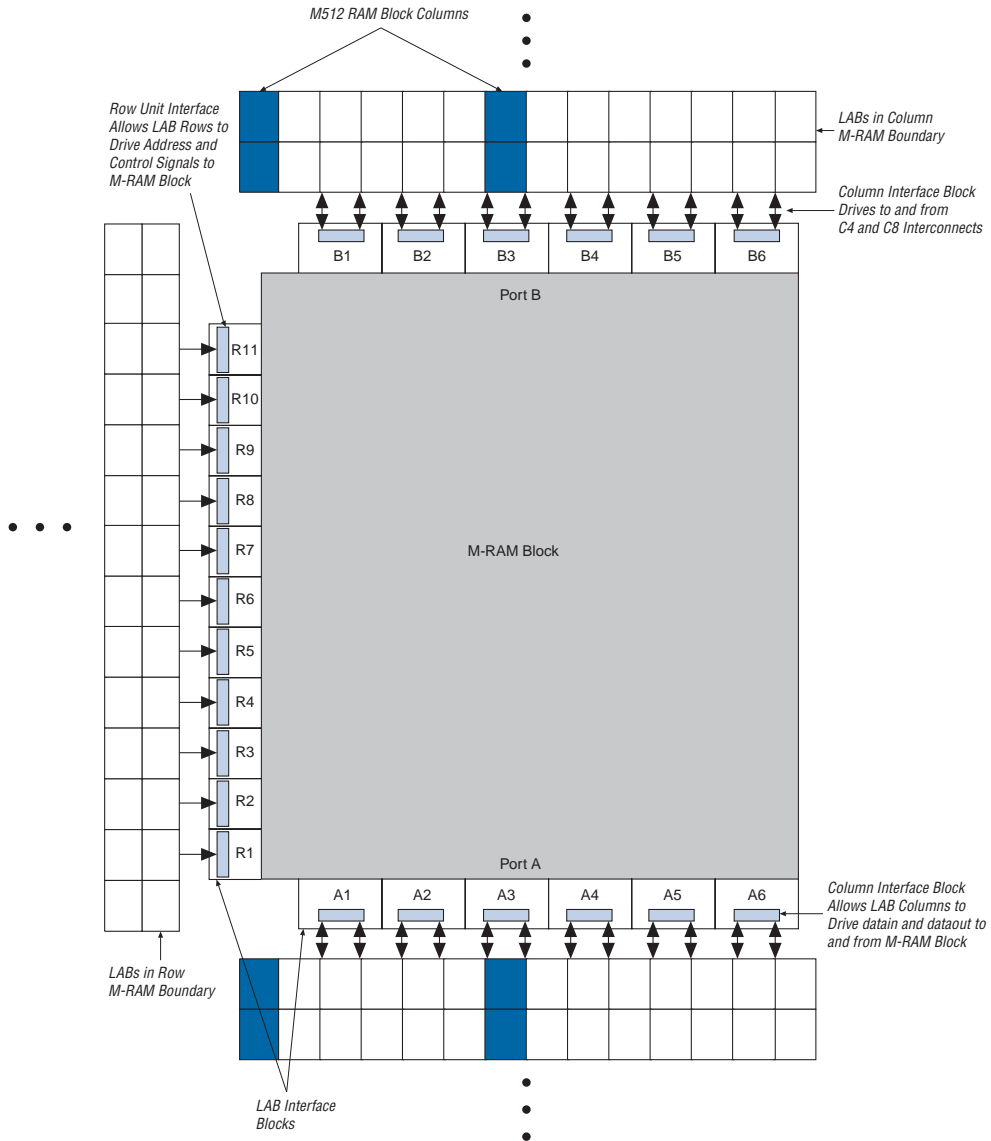 M512 RAM Block Columns
Row Unit Interface
Allows LAB Rows to
Drive Address and
Control Signals to
M-RAM Block
LABs in Column
M-RAM Boundary
Column Interface Block
Drives to and from
C4 and C8 Interconnects
B1
B2
B3
B4
B5
B6
Port B
R11
R10
R9
R8
R7
M-RAM Block
R6
R5
R4
R3
R2
R1
Port A
A1
A2
A3
A4
A5
A6
Column Interface Block
Allows LAB Columns to
Drive datain and dataout to
and from M-RAM Block
LABs in Row
M-RAM Boundary
LAB Interface
Blocks